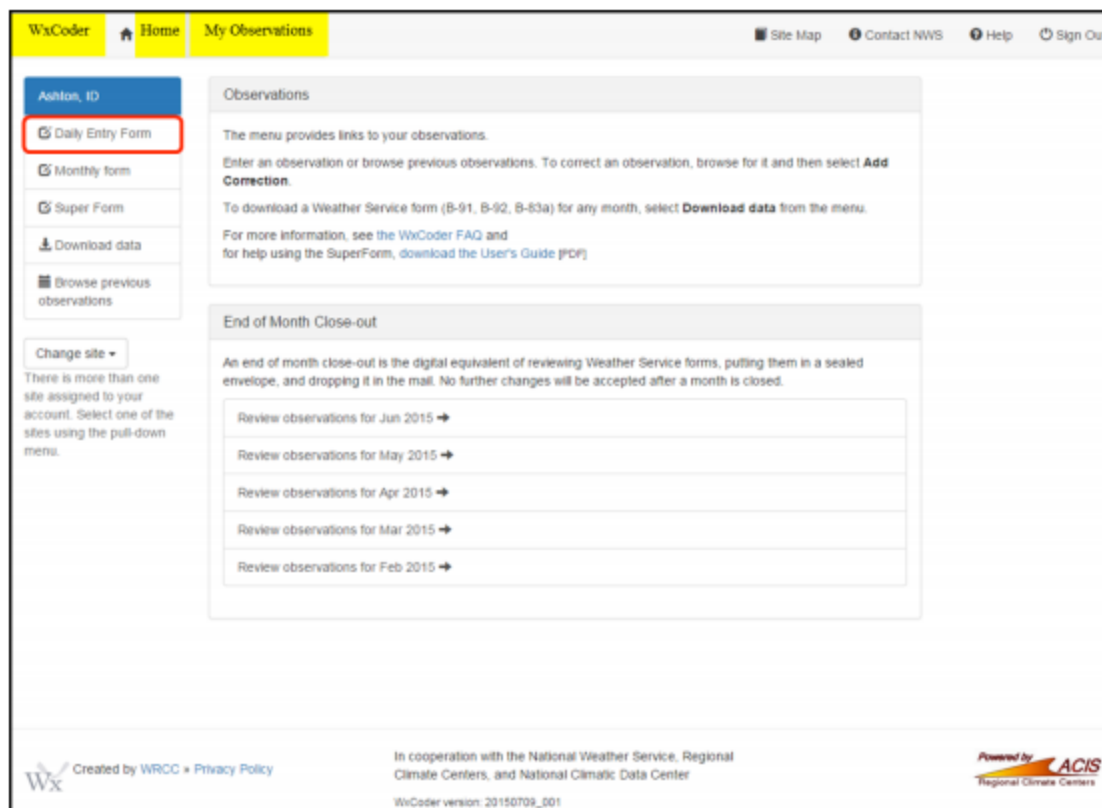 WxCoder Home My Observations Site Map Contact NWS Help Sign Ou
Ashton, ID
Daily Entry Form
Monthly form
Super Form
Download data
Browse previous
observations
Change site
There is more than one
site assigned to your
account. Select one of the
sites using the pull-down
menu.
Observations
The menu provides links to your observations.
Enter an observation or browse previous observations. To correct an observation, browse for it and then select Add
Correction.
To download a Weather Service form (B-91, B-92, B-83a) for any month, select Download data from the menu.
For more information, see the WxCoder FAQ and
for help using the SuperForm, download the User's Guide [PDF]
End of Month Close-out
An end of month close-out is the digital equivalent of reviewing Weather Service forms, putting them in a sealed
envelope, and dropping it in the mail. No further changes will be accepted after a month is closed.
Review observations for Jun 2015 ➔
Review observations for May 2015 ➔
Review observations for Apr 2015 ➔
Review observations for Mar 2015 ➔
Review observations for Feb 2015 ➔
Wx Created by WRCC » Privacy Policy
In cooperation with the National Weather Service, Regional
Climate Centers, and National Climatic Data Center
WxCoder version: 20150709_001
Powered by
ACIS
Regional Climate Centers